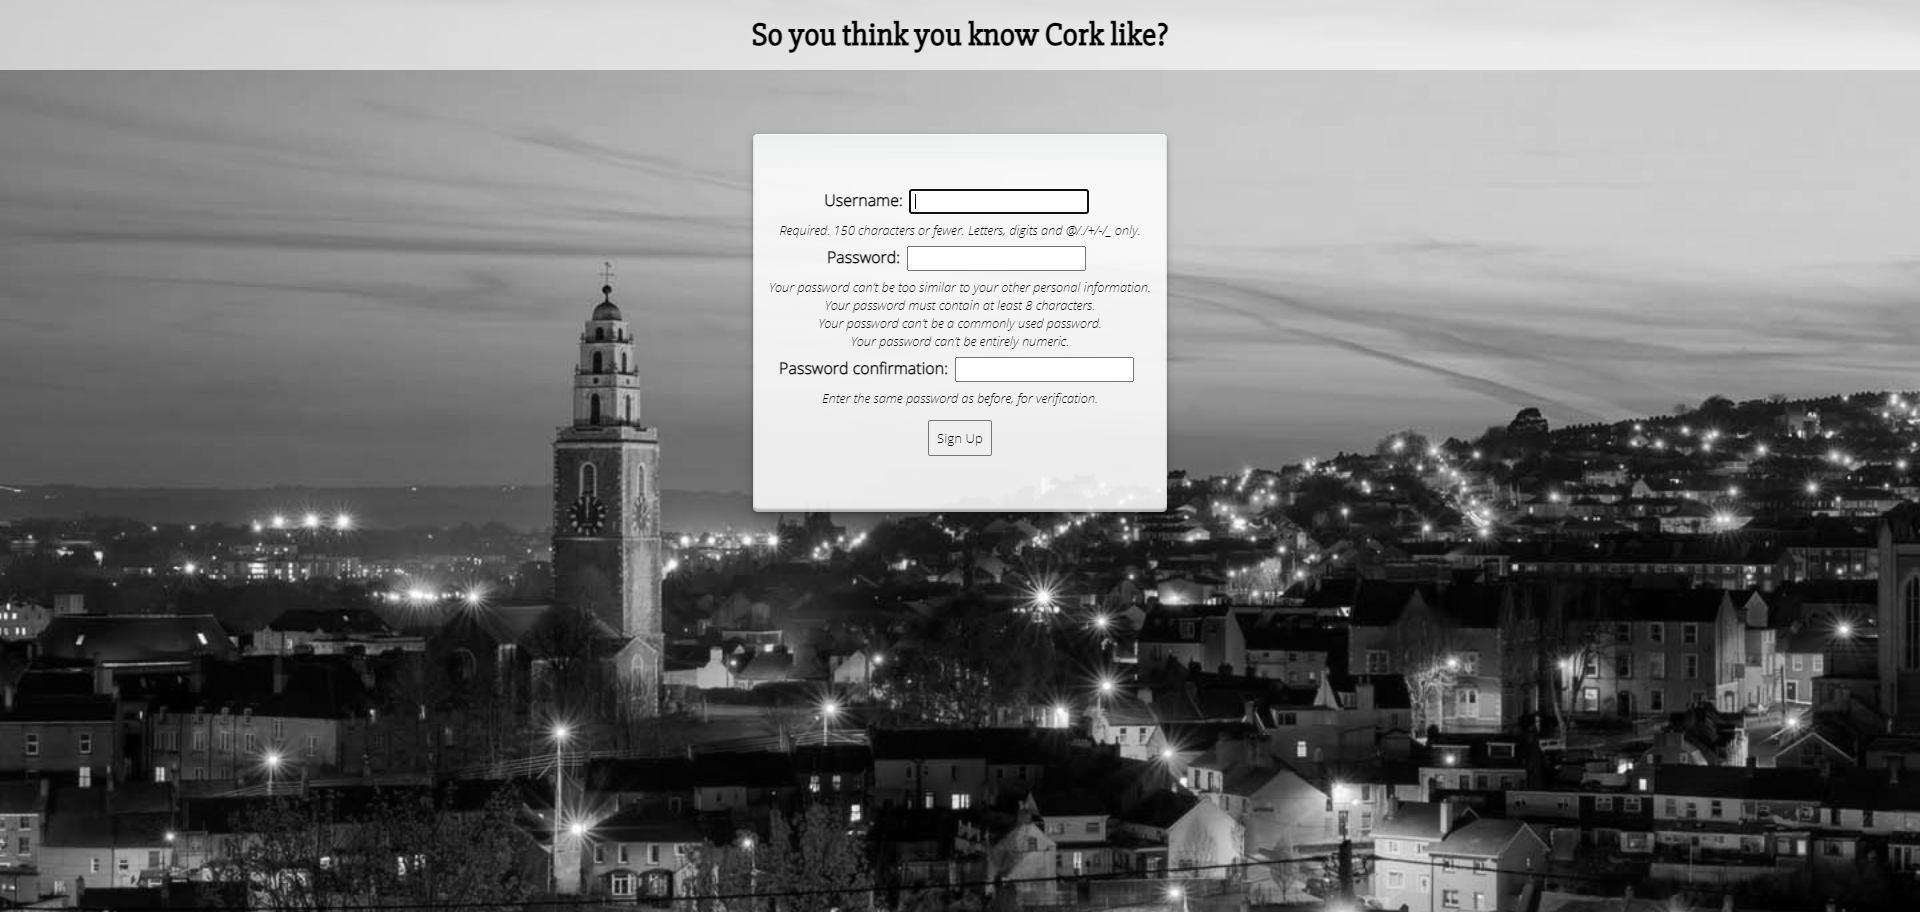 So you think you know Cork like?
Username:
Required. 150 characters or fewer. Letters, digits and @/./+/-/_ only.
Password:
Your password can't be too similar to your other personal information.
Your password must contain at least 8 characters.
Your password can't be a commonly used password.
Your password can't be entirely numeric.
Password confirmation:
Enter the same password as before, for verification.
Sign Up